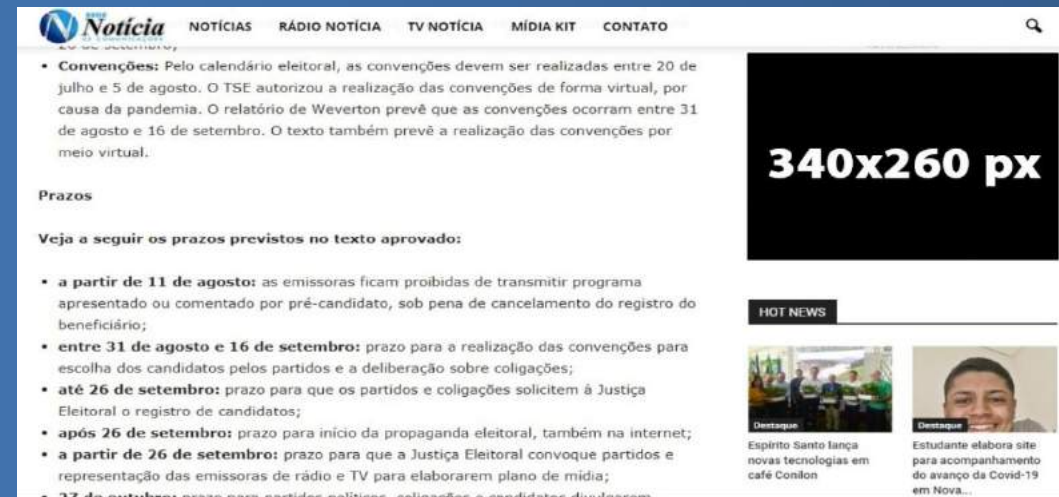 Notícia
NOTÍCIAS RÁDIO NOTÍCIA TV NOTÍCIA MÍDIA KIT CONTATO
• Convenções: Pelo calendário eleitoral, as convenções devem ser realizadas entre 20 de
julho e 5 de agosto. O TSE autorizou a realização das convenções de forma virtual, por
causa da pandemia. O relatório de Weverton prevê que as convenções ocorram entre 31
de agosto e 16 de setembro. O texto também prevê a realização das convenções por
meio virtual.
Prazos
Veja a seguir os prazos previstos no texto aprovado:
• a partir de 11 de agosto: as emissoras ficam proibidas de transmitir programa
apresentado ou comentado por pré-candidato, sob pena de cancelamento do registro do
beneficiário;
• entre 31 de agosto e 16 de setembro: prazo para a realização das convenções para
escolha dos candidatos pelos partidos e a deliberação sobre coligações;
• até 26 de setembro: prazo para que os partidos e coligações solicitem á Justiça
Eleitoral o registro de candidatos;
• após 26 de setembro: prazo para início da propaganda eleitoral, também na internet;
• a partir de 26 de setembro: prazo para que a Justiça Eleitoral convoque partidos e
representação das emissoras de rádio e TV para elaborarem plano de mídia;
• 27 de outubro: prazo para partidos políticos, coligações e candidatos divulgarem
340x260 px
HOT NEWS
Destaque
Espírito Santo lança
novas tecnologias em
café Conilon
Destaque
Estudante elabora site
para acompanhamento
do avanço da Covid-19
em Nova...